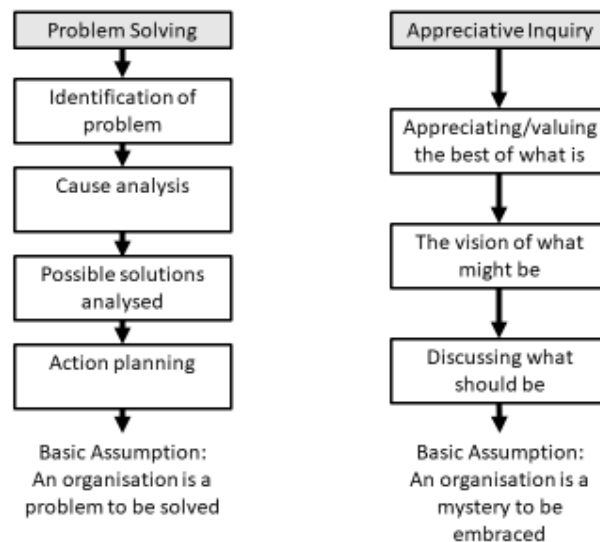 Problem Solving
Identification of
problem
Cause analysis
Possible solutions
analysed
Action planning
Basic Assumption:
An organisation is a
problem to be solved
Appreciative Inquiry
Appreciating/valuing
the best of what is
The vision of what
might be
Discussing what
should be
Basic Assumption:
An organisation is a
mystery to be
embraced